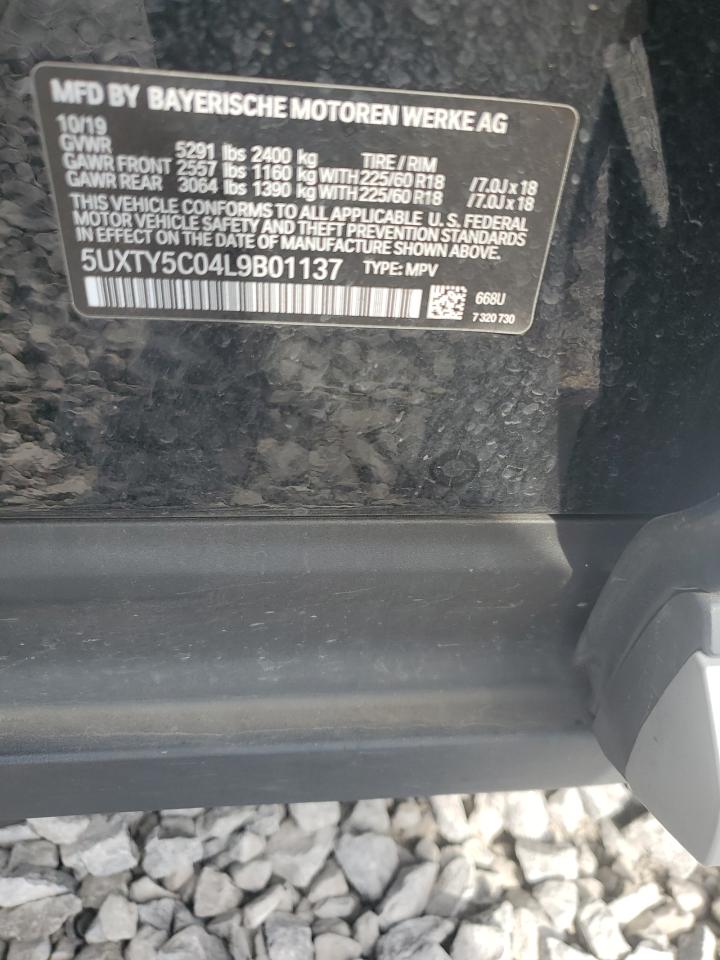 MFD BY BAYERISCHE MOTOREN WERKE AG
10/19
GVWR 5291 lbs 2400 kg TIRE / RIM
GAWR FRONT 2557 lbs 1160 kg WITH 225/60 R18 /7.0J x 18
GAWR REAR 3064 lbs 1390 kg WITH 225/60 R18 /7.0J x 18
THIS VEHICLE CONFORMS TO ALL APPLICABLE U.S. FEDERAL
MOTOR VEHICLE SAFETY AND THEFT PREVENTION STANDARDS
IN EFFECT ON THE DATE OF MANUFACTURE SHOWN ABOVE.
5UXTY5C04L9B01137 TYPE: MPV
668U
7 320 730